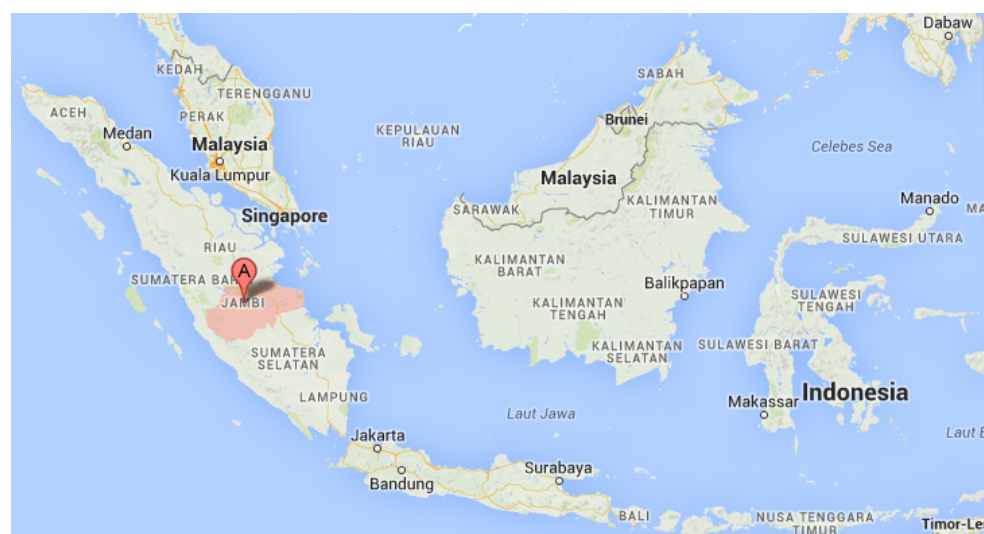 Dabaw
KEDAH
SABAH
TERENGGANU
ACEH
PERAK
Brunei
Medan
KEPULAUAN
RIAU
Malaysia
Celebes Sea
Kuala Lumpur
Malaysia
KALIMANTAN
TIMUR
Manado
MA
SARAWAK
Singapore
SULAWESI UTARA
RIAU
KALIMANTAN
BARAT
SUMATERA BAR
A
Balikpapan
SULAWESI
TENGAH
JAMBI
KALIMANTAN
TENGAH
KALIMANTAN
SELATAN
SULAWESI BARAT
SUMATERA
SELATAN
LAMPUNG
Makassar
Indonesia
Laut Jawa
Laut B
Jakarta
Surabaya
Bandung
BALI
NUSA TENGGARA
TIMUR
Timor-Les